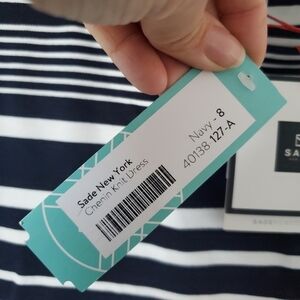 Sade New York
Chenin Knit Dress
Navy - 8
40138 127-A